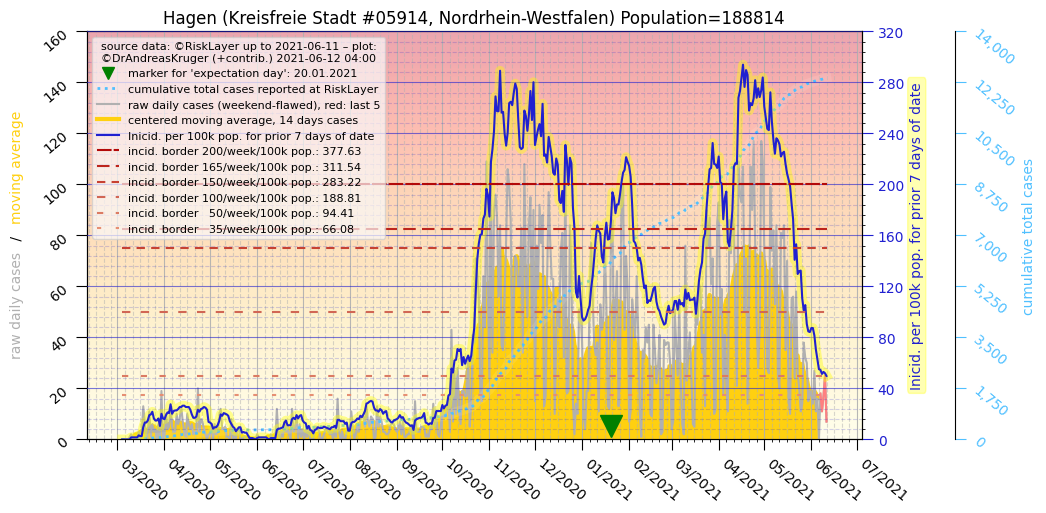 Hagen (Kreisfreie Stadt #05914, Nordrhein-Westfalen) Population=188814
source data: ©RiskLayer up to 2021-06-11 – plot:
©DrAndreasKruger (+contrib.) 2021-06-12 04:00
marker for 'expectation day': 20.01.2021
cumulative total cases reported at RiskLayer
raw daily cases (weekend-flawed), red: last 5
centered moving average, 14 days cases
Inicid. per 100k pop. for prior 7 days of date
incid. border 200/week/100k pop.: 377.63
incid. border 165/week/100k pop.: 311.54
incid. border 150/week/100k pop.: 283.22
incid. border 100/week/100k pop.: 188.81
incid. border   50/week/100k pop.: 94.41
incid. border   35/week/100k pop.: 66.08
raw daily cases   /   moving average
160
140
120
100
80
60
40
20
0
320
280
240
200
160
120
80
40
0
Inicid. per 100k pop. for prior 7 days of date
14,000
12,250
10,500
8,750
7,000
5,250
3,500
1,750
0
cumulative total cases
03/2020
04/2020
05/2020
06/2020
07/2020
08/2020
09/2020
10/2020
11/2020
12/2020
01/2021
02/2021
03/2021
04/2021
05/2021
06/2021
07/2021